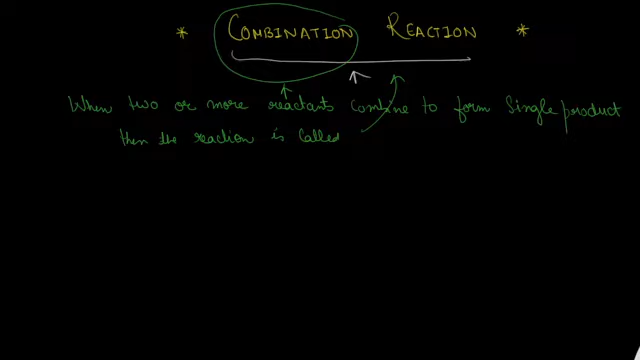 * COMBINATION REACTION *
When two or more reactants combine to form Single product
then the reaction is called